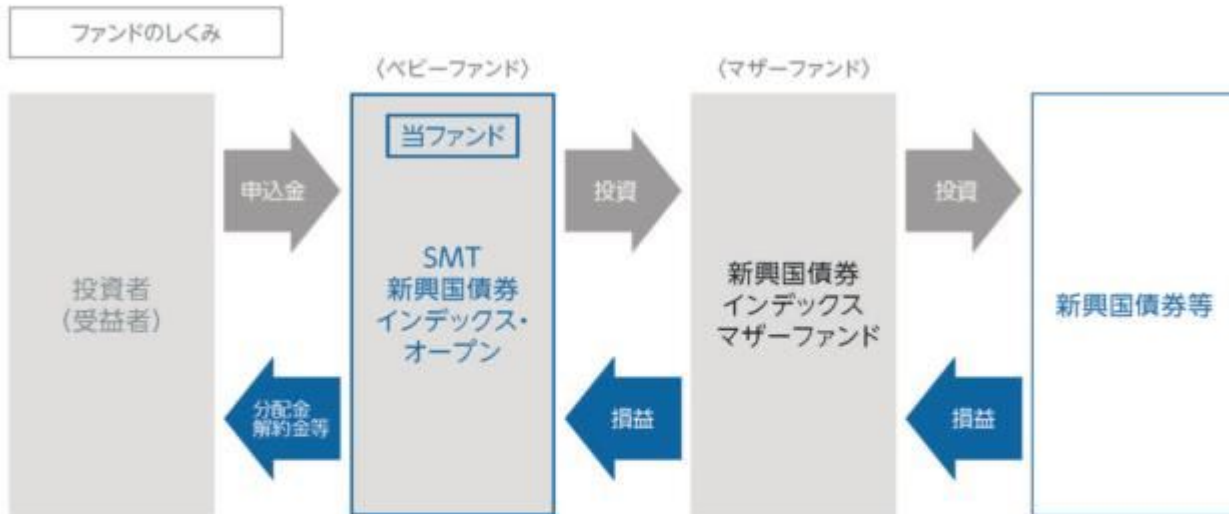 ファンドのしくみ
〈ベビーファンド〉
〈マザーファンド〉
投資者
(受益者)
申込金
分配金
解約金等
当ファンド
SMT
新興国債券
インデックス・
オープン
投資
損益
新興国債券
インデックス
マザーファンド
投資
損益
新興国債券等